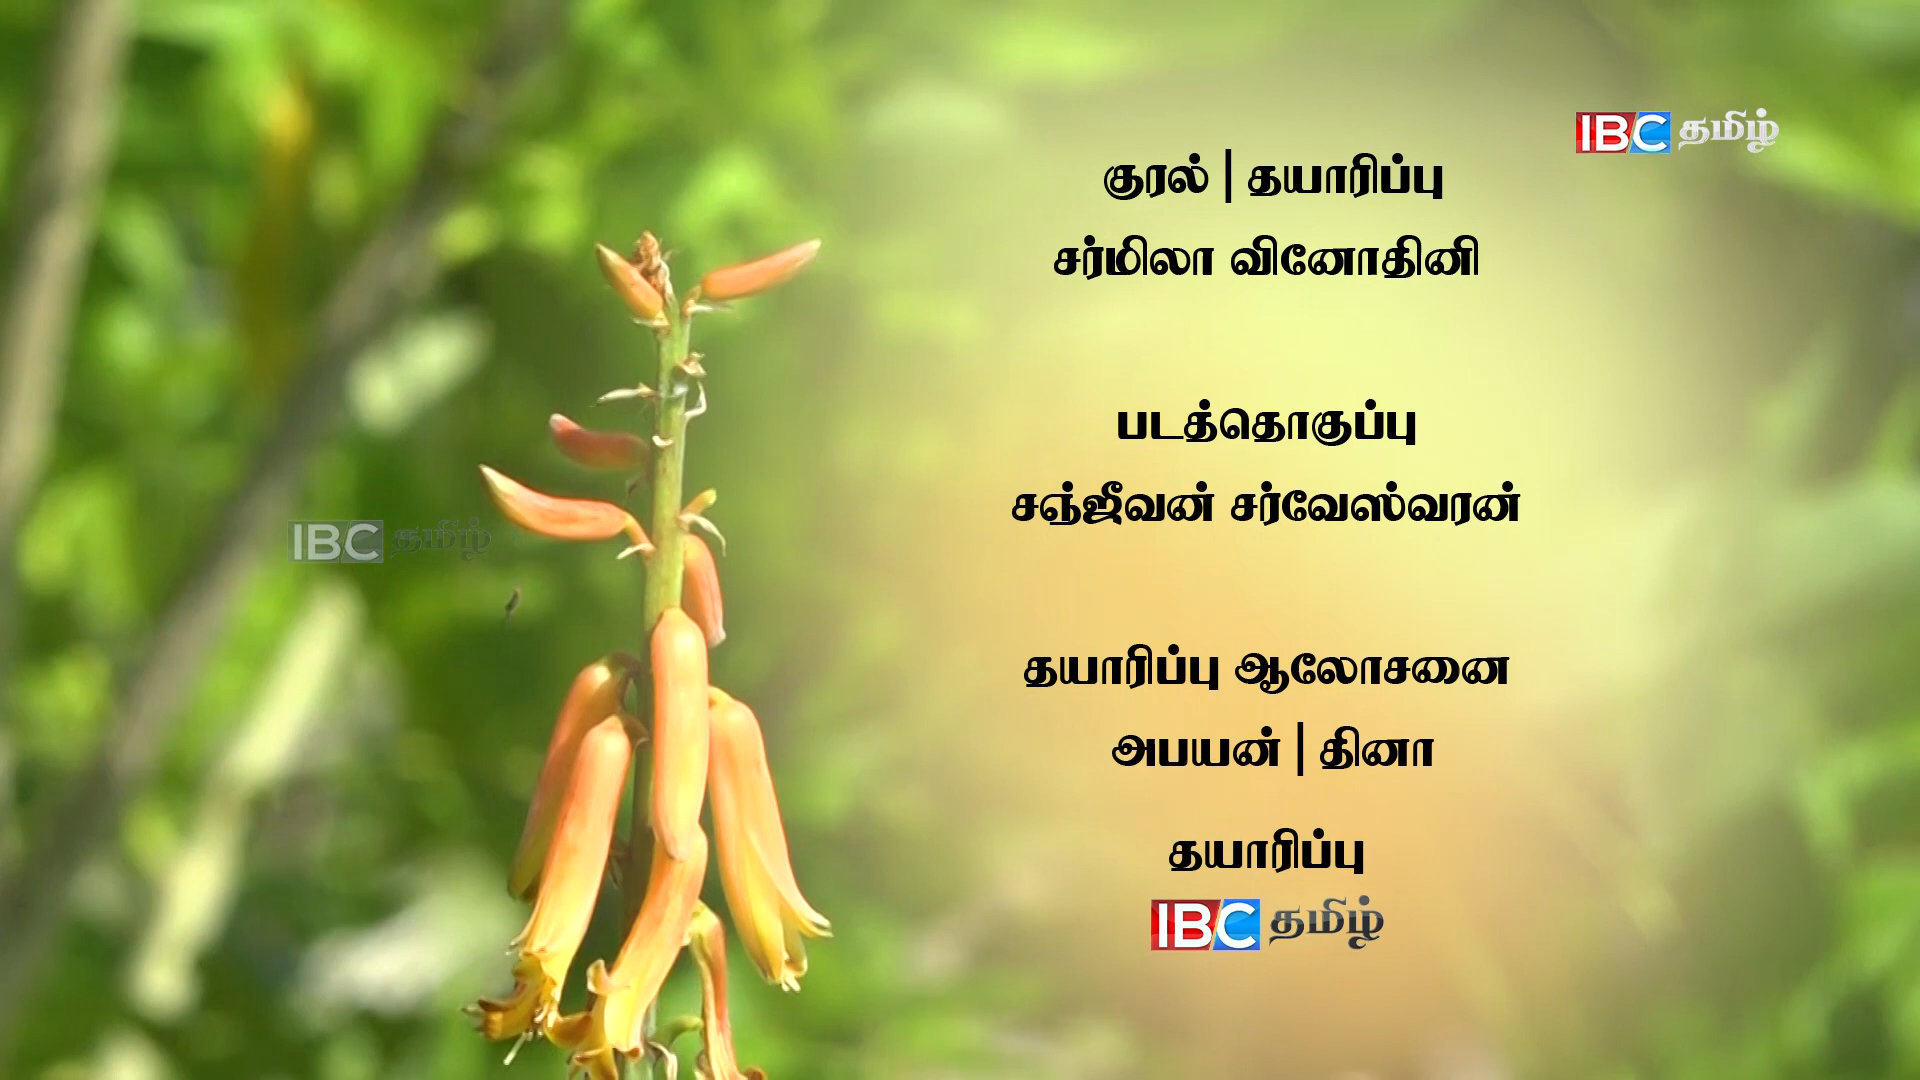 IBC தமிழ்
குரல் | தயாரிப்பு
சர்மிலா வினோதினி
படத்தொகுப்பு
சஞ்ஜீவன் சர்வேஸ்வரன்
IBC தமிழ்
தயாரிப்பு ஆலோசனை
அபயன் | தினா
தயாரிப்பு
IBC தமிழ்